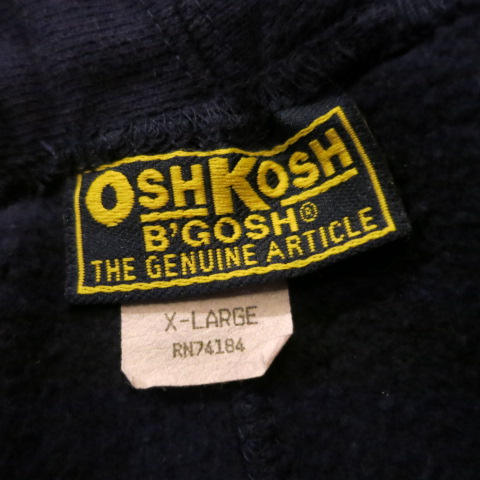 OSHKOSH
B'GOSH®
THE GENUINE ARTICLE
X-LARGE
RN74184